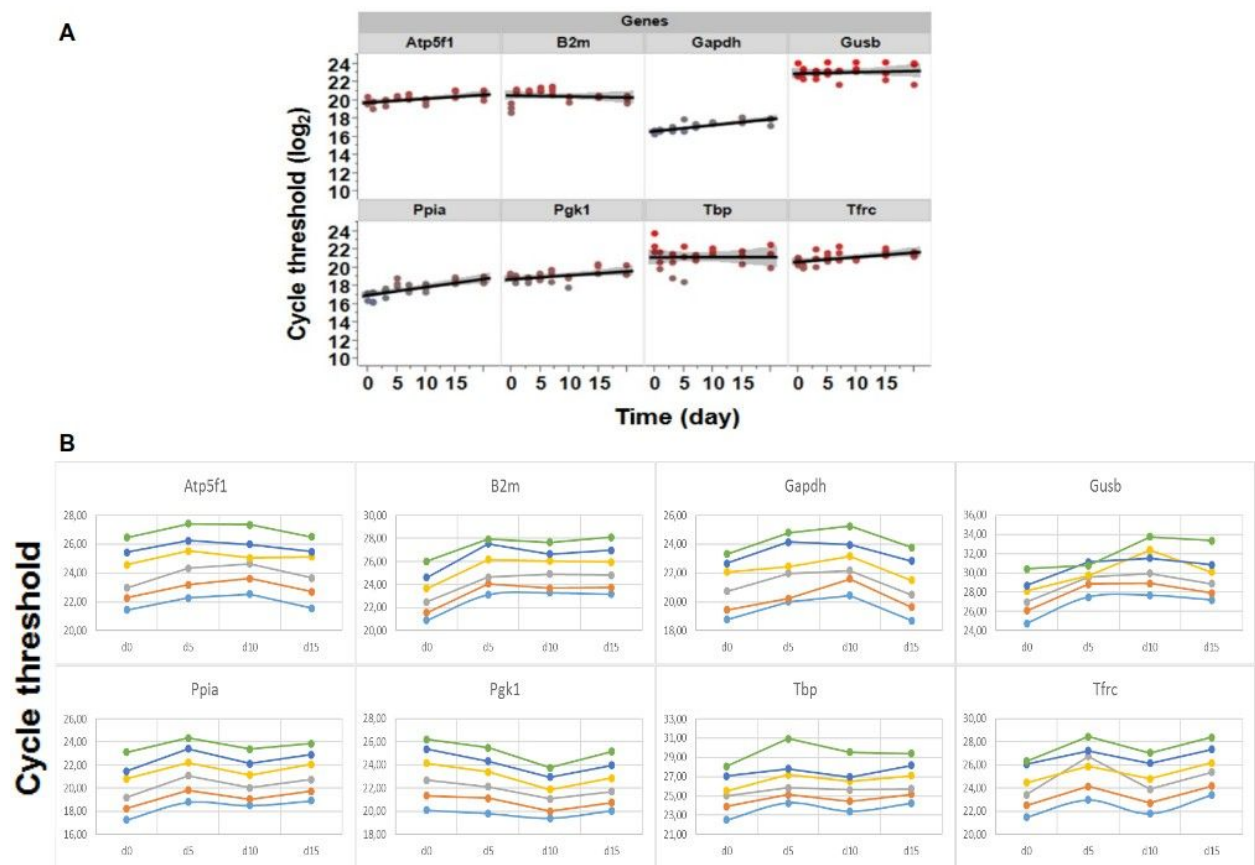 A
Genes
Atp5f1 B2m Gapdh Gusb
24
22
20
18
16
14
12
10
Ppia Pgk1 Tbp Tfrc
24
22
20
18
16
14
12
10
Cycle threshold (log2)
0 5 10 15 0 5 10 15 0 5 10 15 0 5 10 15
Time (day)
B
Cycle threshold
Atp5f1
28,00
26,00
24,00
22,00
20,00
d0 d5 d10 d15
B2m
30,00
28,00
26,00
24,00
22,00
20,00
d0 d5 d10 d15
Gapdh
26,00
24,00
22,00
20,00
18,00
d0 d5 d10 d15
Gusb
36,00
34,00
32,00
30,00
28,00
26,00
24,00
d0 d5 d10 d15
Ppia
26,00
24,00
22,00
20,00
18,00
16,00
d0 d5 d10 d15
Pgk1
28,00
26,00
24,00
22,00
20,00
18,00
d0 d5 d10 d15
Tbp
33,00
31,00
29,00
27,00
25,00
23,00
21,00
d0 d5 d10 d15
Tfrc
30,00
28,00
26,00
24,00
22,00
20,00
d0 d5 d10 d15